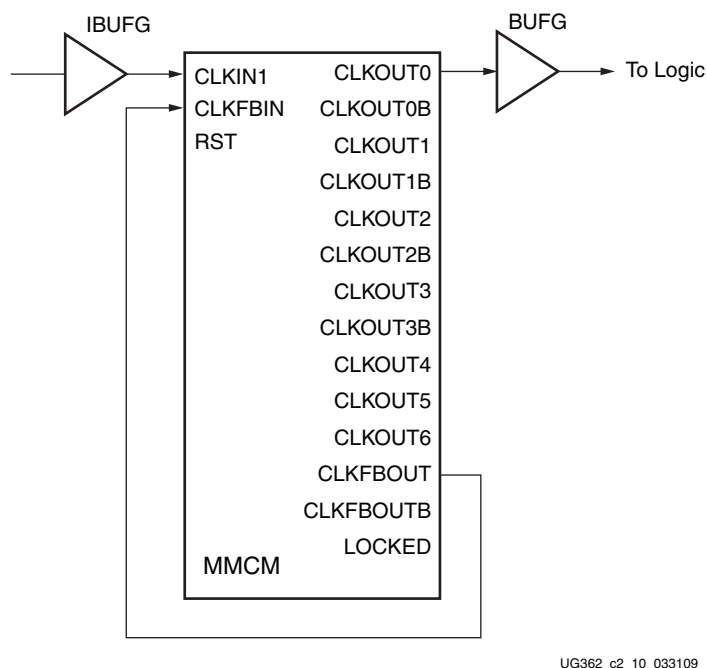 IBUFG
BUFG
CLKIN1
CLKFBIN
RST
CLKOUT0
CLKOUT0B
CLKOUT1
CLKOUT1B
CLKOUT2
CLKOUT2B
CLKOUT3
CLKOUT3B
CLKOUT4
CLKOUT5
CLKOUT6
CLKFBOUT
CLKFBOUTB
LOCKED
MMCM
To Logic
UG362_c2_10_033109